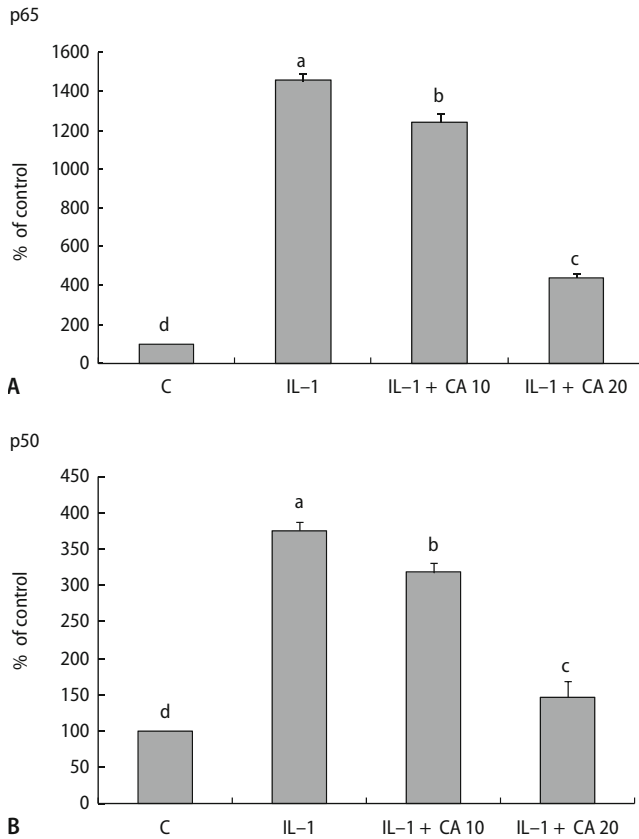 p65
1600
1400
1200
1000
800
600
400
200
0
% of control
a
b
c
d
A
C IL–1 IL–1 + CA 10 IL–1 + CA 20
p50
450
400
350
300
250
200
150
100
50
0
% of control
a
b
c
d
B
C IL–1 IL–1 + CA 10 IL–1 + CA 20